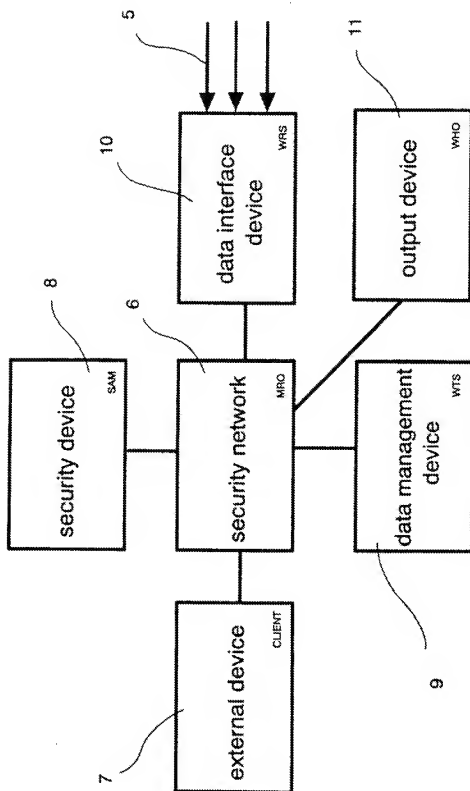 5
10
data interface
device
WRS
11
output device
WHO
8
security device
SAM
6
security network
MRO
data management
device
WTS
9
7
external device
CLIENT